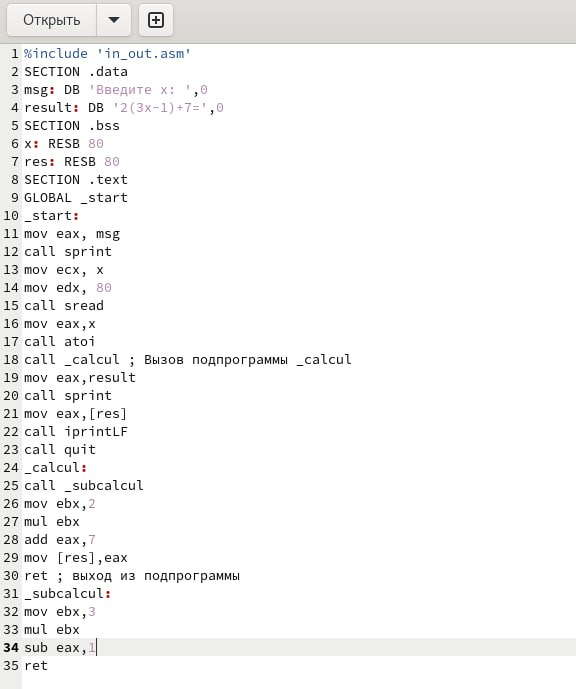 Открыть
1 %include 'in_out.asm'
2 SECTION .data
3 msg: DB 'Введите x: ',0
4 result: DB '2(3x-1)+7=',0
5 SECTION .bss
6 x: RESB 80
7 res: RESB 80
8 SECTION .text
9 GLOBAL _start
10 _start:
11 mov eax, msg
12 call sprint
13 mov ecx, x
14 mov edx, 80
15 call sread
16 mov eax,x
17 call atoi
18 call _calcul ; Вызов подпрограммы _calcul
19 mov eax,result
20 call sprint
21 mov eax,[res]
22 call iprintLF
23 call quit
24 _calcul:
25 call _subcalcul
26 mov ebx,2
27 mul ebx
28 add eax,7
29 mov [res],eax
30 ret ; выход из подпрограммы
31 _subcalcul:
32 mov ebx,3
33 mul ebx
34 sub eax,1
35 ret